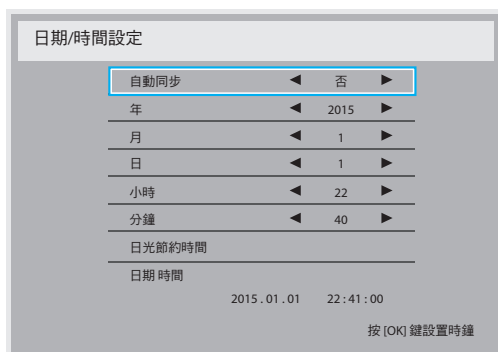 日期/時間設定
自動同步 ◀ 否 ▶
年 ◀ 2015 ▶
月 ◀ 1 ▶
日 ◀ 1 ▶
小時 ◀ 22 ▶
分鐘 ◀ 40 ▶
日光節約時間
日期 時間
2015 . 01 . 01 22 : 41 : 00
按 [OK] 鍵設置時鐘